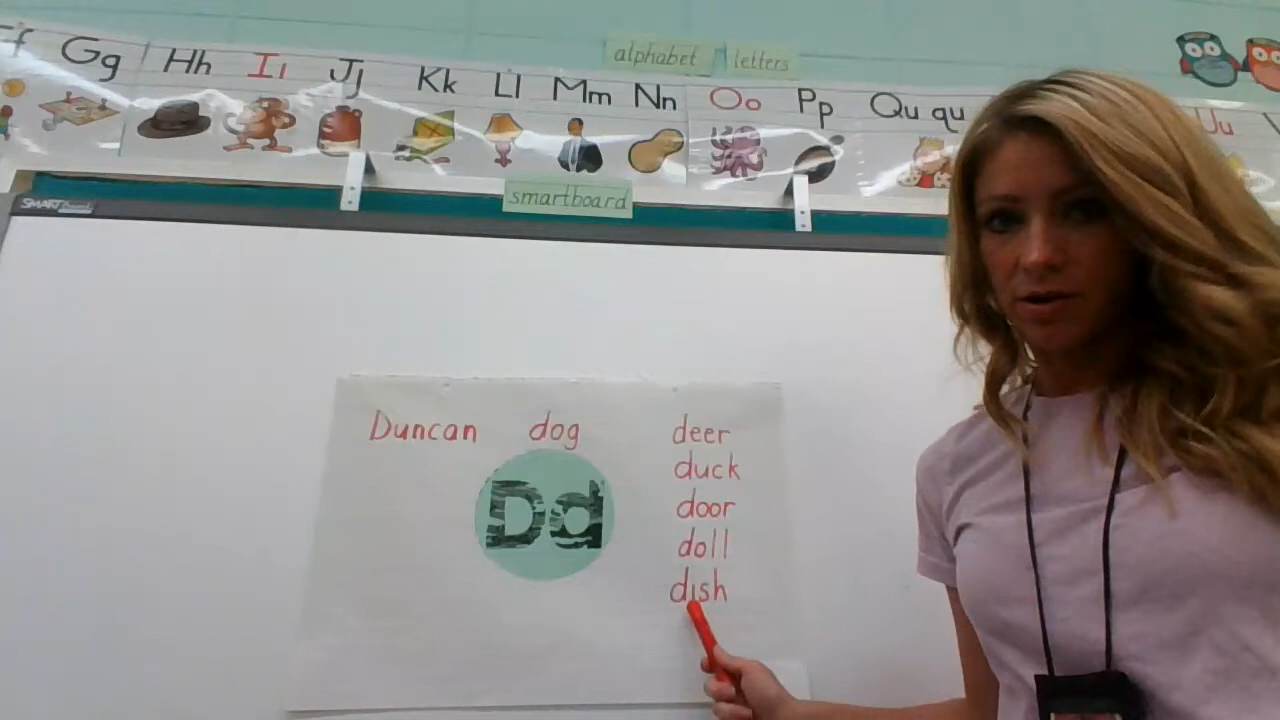 alphabet letters
Gg Hh Ii Jj Kk Ll Mm Nn Oo Pp Qu qu Uu
SMART
smartboard
Duncan dog deer
duck
Dd
door
doll
dish